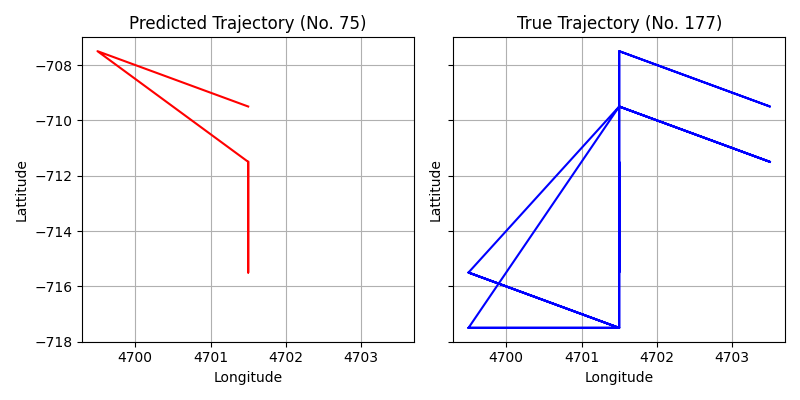 Predicted Trajectory (No. 75)
True Trajectory (No. 177)
−708
−710
−712
−714
−716
−718
Lattitude
Lattitude
4700
4701
4702
4703
4700
4701
4702
4703
Longitude
Longitude